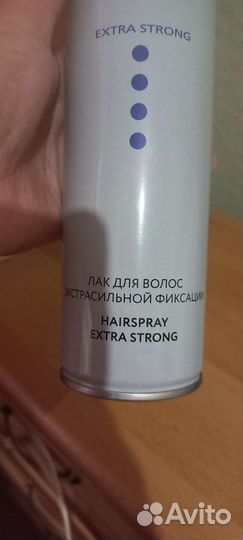 EXTRA STRONG
ЛАК ДЛЯ ВОЛОС
ЭКСТРАСИЛЬНОЙ ФИКСАЦИИ
HAIRSPRAY
EXTRA STRONG
Avito